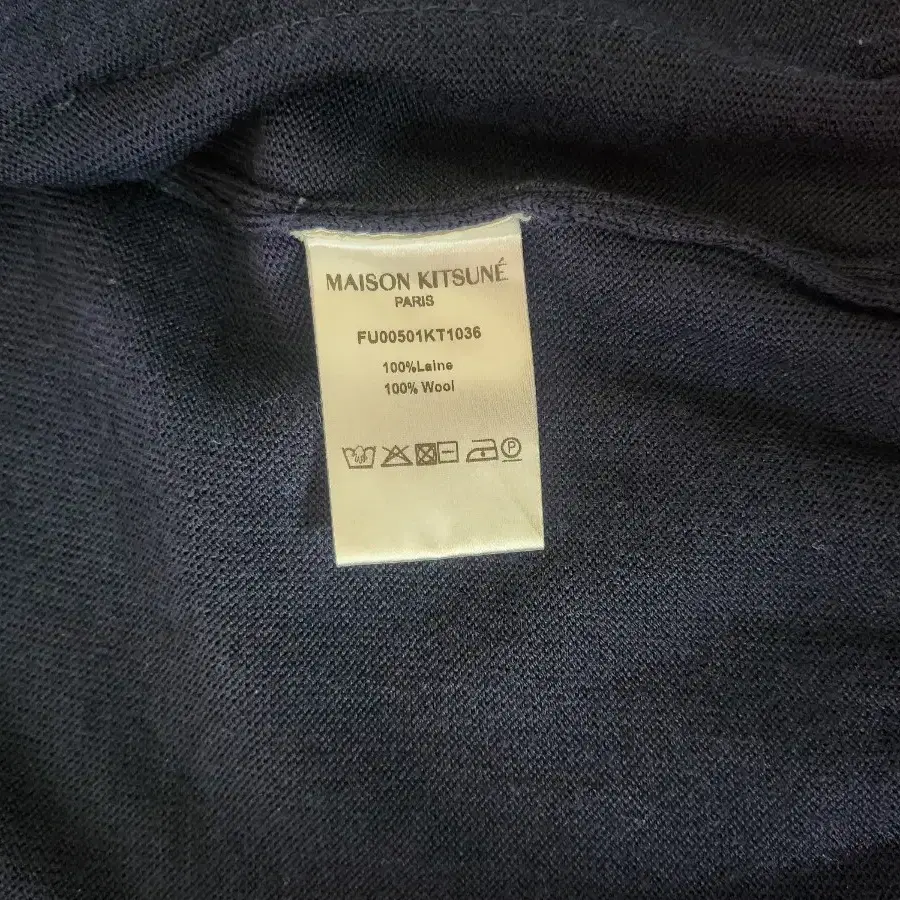 MAISON KITSUNÉ
PARIS
FU00501KT1036
100%Laine
100% Wool
P